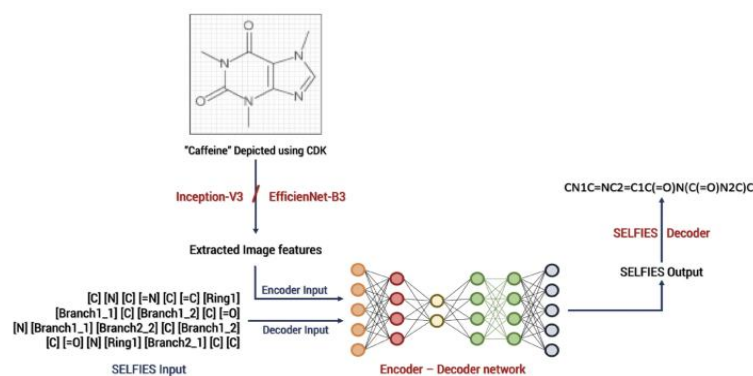 O
N
N
O
N
N
"Caffeine" Depicted using CDK
Inception-V3 / EfficienNet-B3
Extracted Image features
Encoder Input
[C] [N] [C] [=N] [C] [=C] [Ring1]
[Branch1_1] [C] [Branch1_2] [C] [=O]
[N] [Branch1_1] [Branch2_2] [C] [Branch1_2]
[C] [=O] [N] [Ring1] [Branch2_1] [C] [C]
Decoder Input
SELFIES Input
Encoder – Decoder network
CN1C=NC2=C1C(=O)N(C(=O)N2C)C
SELFIES Decoder
SELFIES Output